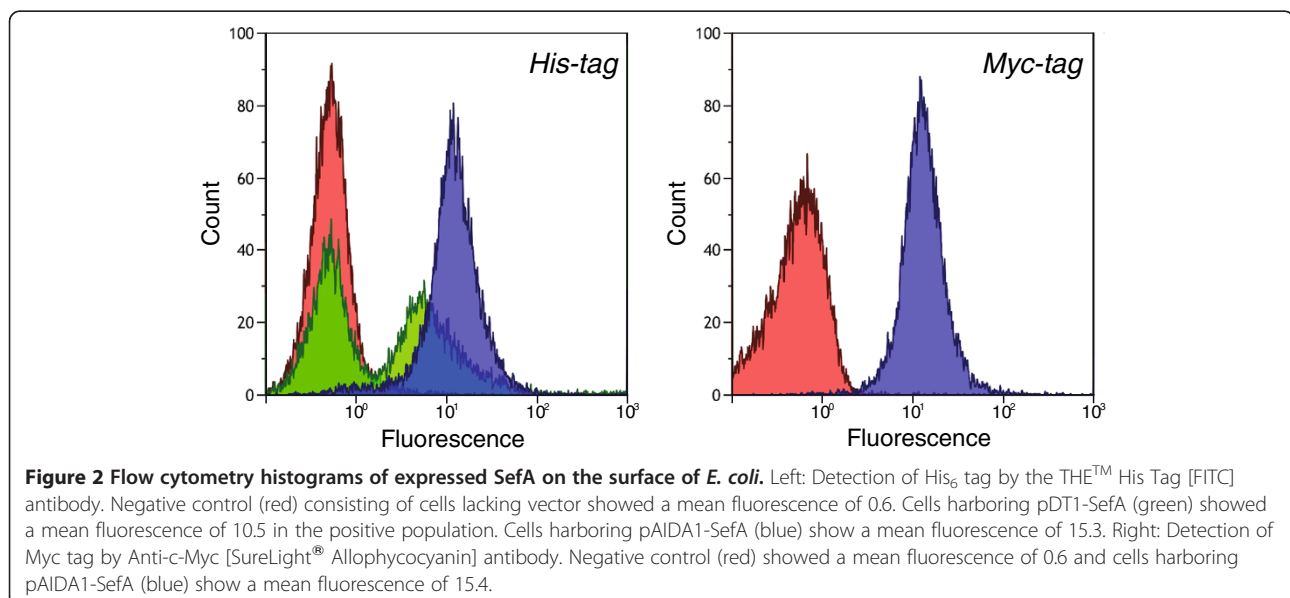 100
80
60
40
20
0
Count
His-tag
10⁰ 10¹ 10² 10³
Fluorescence
100
80
60
40
20
0
Count
Myc-tag
10⁰ 10¹ 10² 10³
Fluorescence
Figure 2 Flow cytometry histograms of expressed SefA on the surface of E. coli. Left: Detection of His₆ tag by the THE™ His Tag [FITC]
antibody. Negative control (red) consisting of cells lacking vector showed a mean fluorescence of 0.6. Cells harboring pDT1-SefA (green) showed
a mean fluorescence of 10.5 in the positive population. Cells harboring pAIDA1-SefA (blue) show a mean fluorescence of 15.3. Right: Detection of
Myc tag by Anti-c-Myc [SureLight® Allophycocyanin] antibody. Negative control (red) showed a mean fluorescence of 0.6 and cells harboring
pAIDA1-SefA (blue) show a mean fluorescence of 15.4.